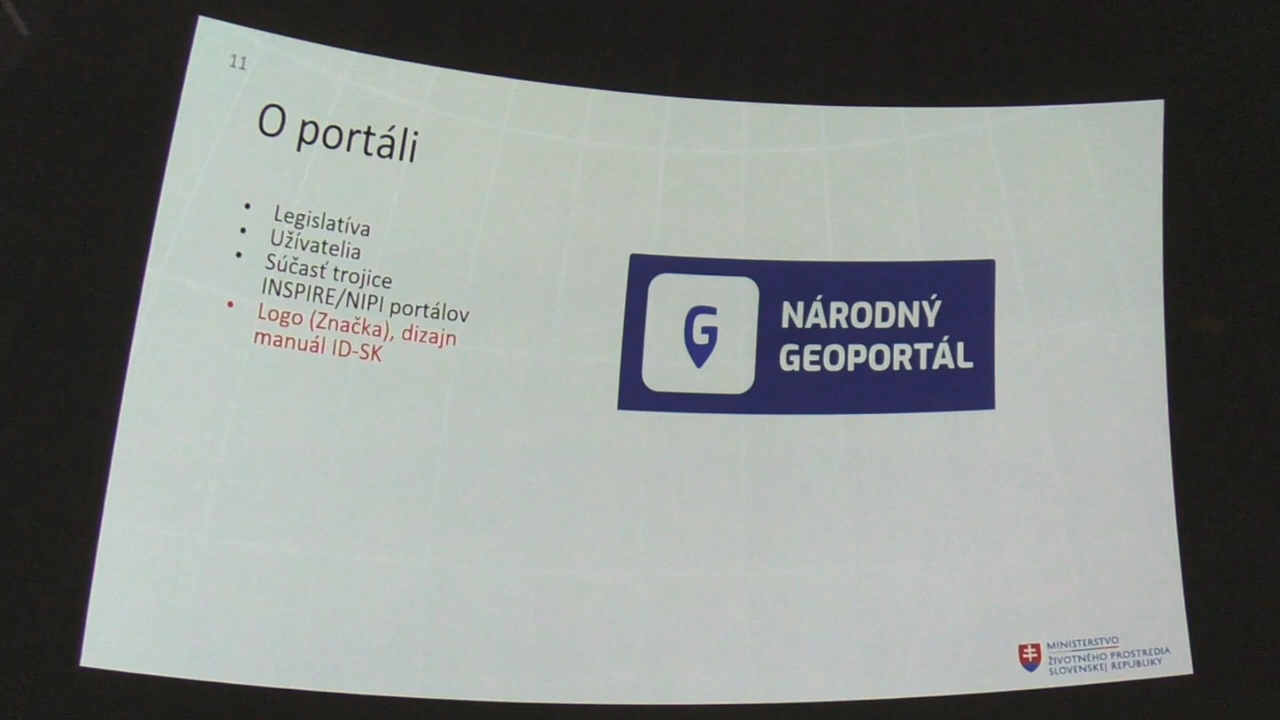 11
O portáli
• Legislatíva
• Užívatelia
• Súčasť trojice
INSPIRE/NIPI portálov
• Logo (Značka), dizajn
manuál ID-SK
G
NÁRODNÝ
GEOPORTÁL
MINISTERSTVO
ŽIVOTNÉHO PROSTREDIA
SLOVENSKEJ REPUBLIKY